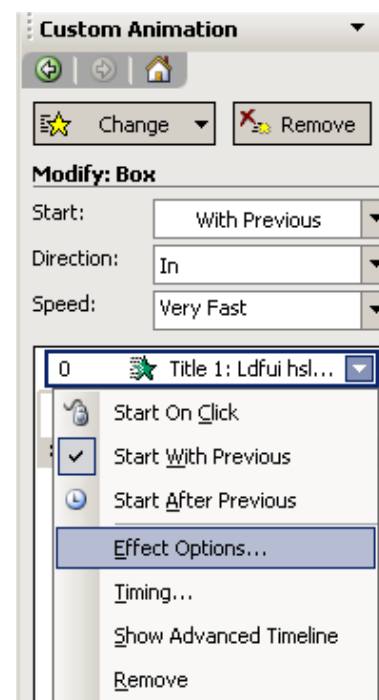 Custom Animation
Change
Remove
Modify: Box
Start: With Previous
Direction: In
Speed: Very Fast
0 Title 1: Ldfui hsl...
Start On Click
Start With Previous
Start After Previous
Effect Options...
Timing...
Show Advanced Timeline
Remove